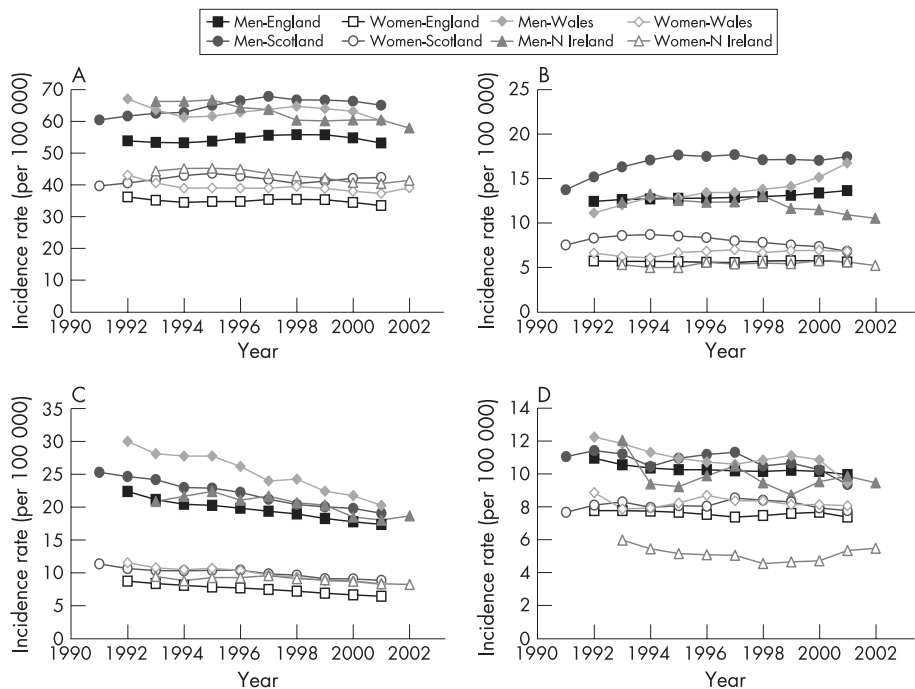 Men-England Women-England Men-Wales Women-Wales
Men-Scotland Women-Scotland Men-N Ireland Women-N Ireland
A
70
60
50
40
30
20
10
0
Incidence rate (per 100 000)
1990 1992 1994 1996 1998 2000 2002
Year
B
25
20
15
10
5
0
Incidence rate (per 100 000)
1990 1992 1994 1996 1998 2000 2002
Year
C
35
30
25
20
15
10
5
0
Incidence rate (per 100 000)
1990 1992 1994 1996 1998 2000 2002
Year
D
14
12
10
8
6
4
2
0
Incidence rate (per 100 000)
1990 1992 1994 1996 1998 2000 2002
Year